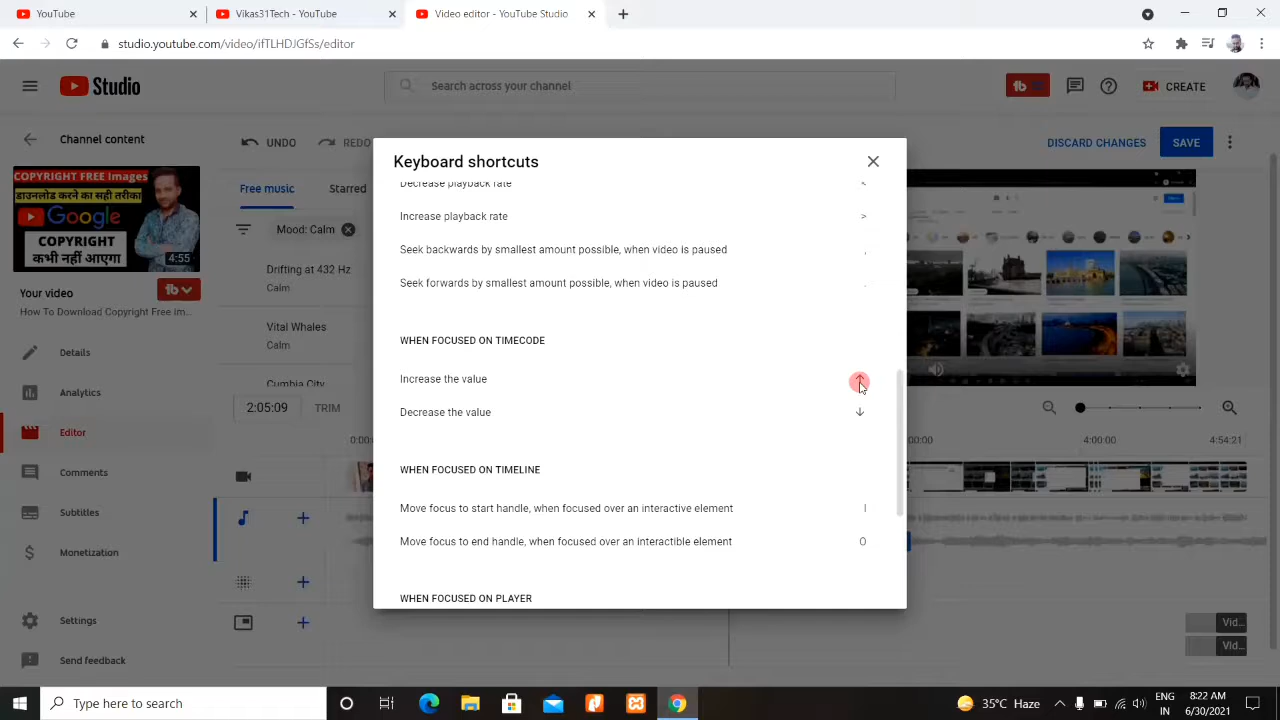 YouTube
Vikas31Tech - YouTube
Video editor - YouTube Studio
studio.youtube.com/video/ifTLHDJGfSs/editor
Studio
Search across your channel
CREATE
Channel content
UNDO
REDO
DISCARD CHANGES
SAVE
COPYRIGHT FREE Images
डाउनलोड करने का सही तरीका
Google
COPYRIGHT
कभी नहीं आएगा
4:55
Your video
How To Download Copyright Free im...
Details
Analytics
Editor
Comments
Subtitles
Monetization
Settings
Send feedback
Free music
Starred
Mood: Calm
Drifting at 432 Hz
Calm
Vital Whales
Calm
Cumbia City
2:05:09
TRIM
Keyboard shortcuts
Decrease playback rate <
Increase playback rate >
Seek backwards by smallest amount possible, when video is paused ,
Seek forwards by smallest amount possible, when video is paused .
WHEN FOCUSED ON TIMECODE
Increase the value ↑
Decrease the value ↓
WHEN FOCUSED ON TIMELINE
Move focus to start handle, when focused over an interactive element I
Move focus to end handle, when focused over an interactible element O
WHEN FOCUSED ON PLAYER
4:00:00
4:54:21
Vid...
Vid...
Type here to search
35°C Haze
ENG
IN
8:22 AM
6/30/2021